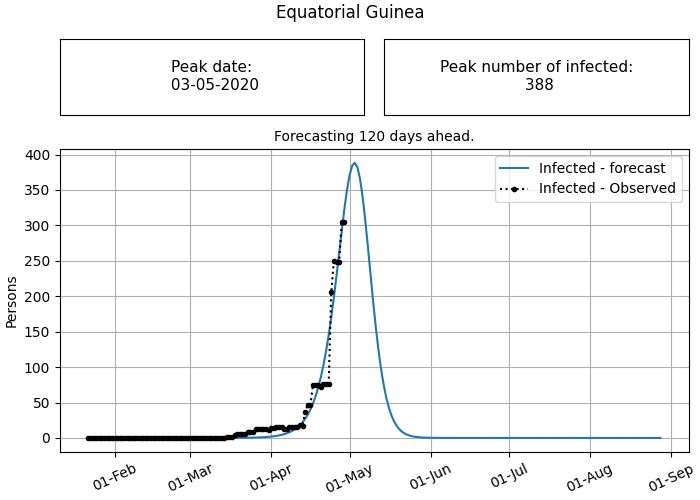 Equatorial Guinea
Peak date:
03-05-2020
Peak number of infected:
388
Forecasting 120 days ahead.
Infected - forecast
Infected - Observed
Persons
400
350
300
250
200
150
100
50
0
01-Feb
01-Mar
01-Apr
01-May
01-Jun
01-Jul
01-Aug
01-Sep